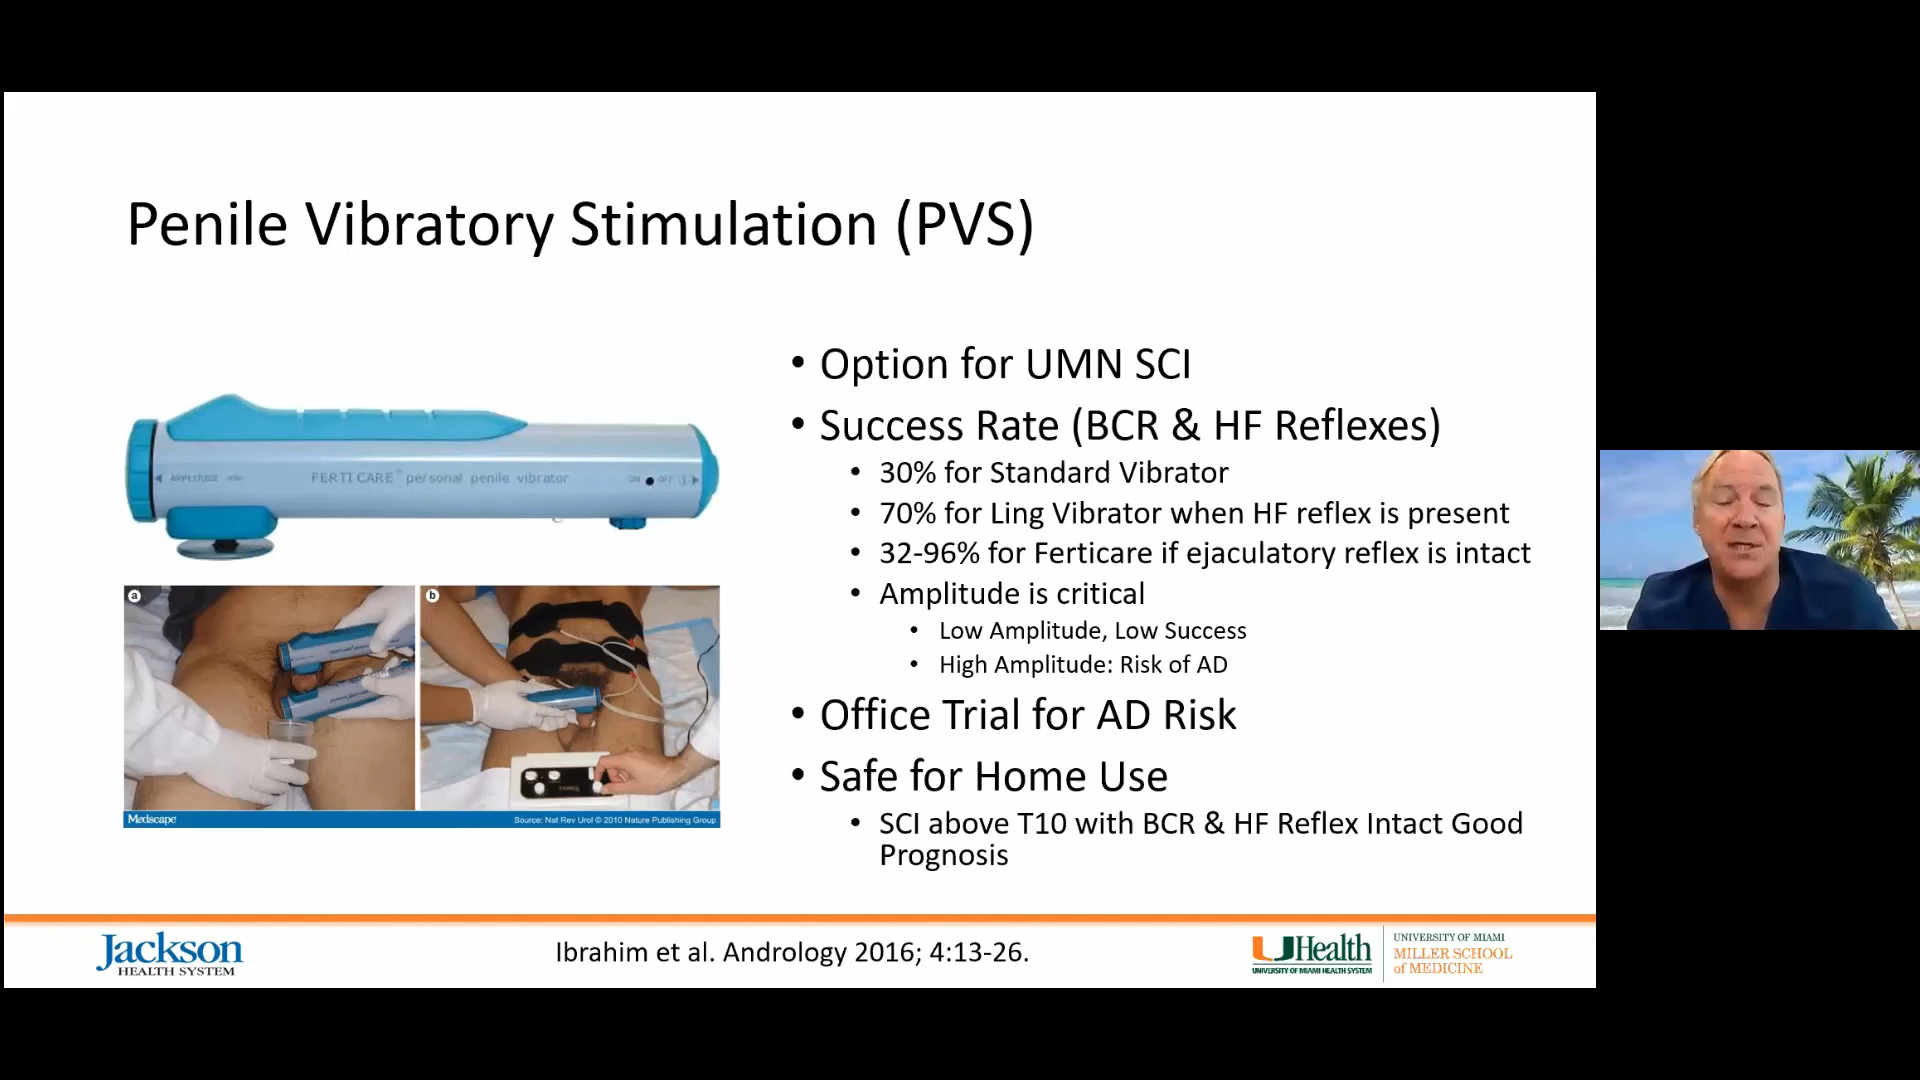 Penile Vibratory Stimulation (PVS)
AMPLITUDE
FERTI CARE® personal penile vibrator
ON
OFF
a
b
Medscape
Source: Nat Rev Urol © 2010 Nature Publishing Group
• Option for UMN SCI
• Success Rate (BCR & HF Reflexes)
• 30% for Standard Vibrator
• 70% for Ling Vibrator when HF reflex is present
• 32-96% for Ferticare if ejaculatory reflex is intact
• Amplitude is critical
• Low Amplitude, Low Success
• High Amplitude: Risk of AD
• Office Trial for AD Risk
• Safe for Home Use
• SCI above T10 with BCR & HF Reflex Intact Good
Prognosis
Jackson
HEALTH SYSTEM
Ibrahim et al. Andrology 2016; 4:13-26.
UHealth
UNIVERSITY OF MIAMI HEALTH SYSTEM
UNIVERSITY OF MIAMI
MILLER SCHOOL
of MEDICINE